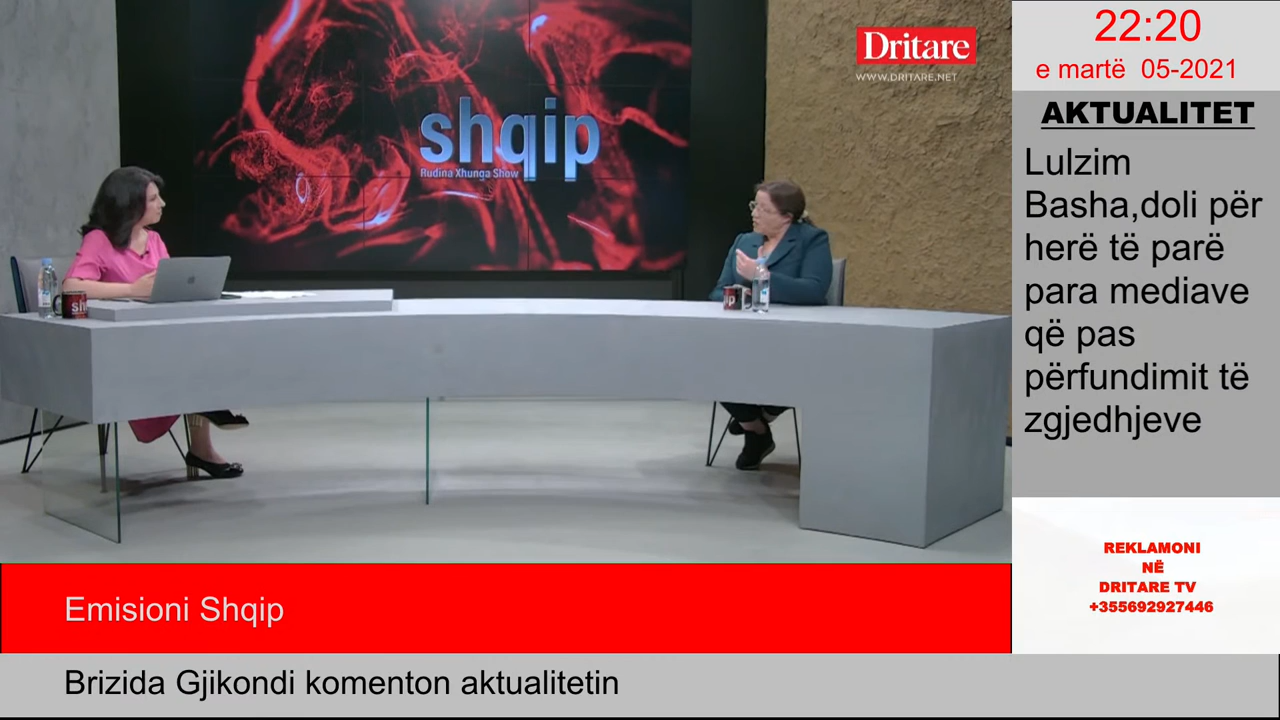 Dritare
WWW.DRITARE.NET
shqip
Rudina Xhunga Show
sh
ip
22:20
e martë 05-2021
AKTUALITET
Lulzim
Basha,doli për
herë të parë
para mediave
që pas
përfundimit të
zgjedhjeve
REKLAMONI
NË
DRITARE TV
+355692927446
Emisioni Shqip
Brizida Gjikondi komenton aktualitetin